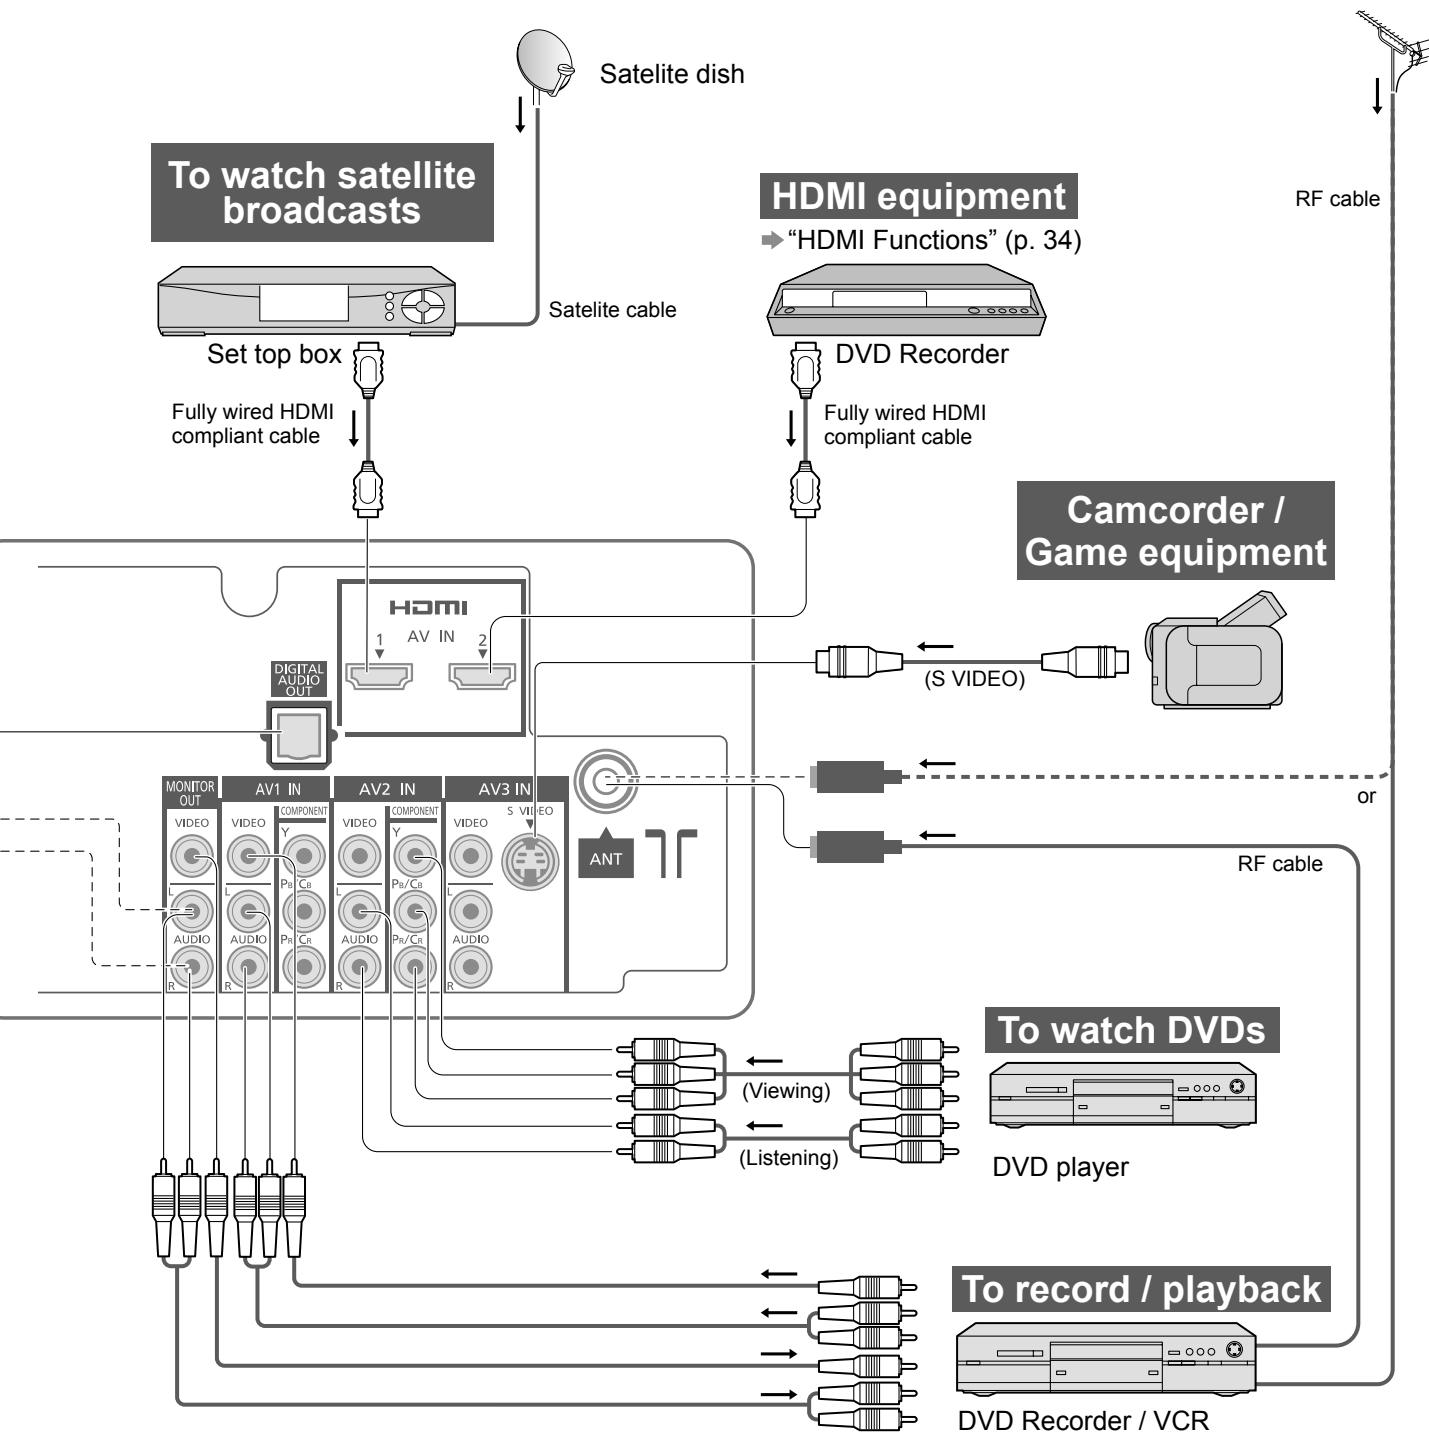 Satelite dish
To watch satellite
broadcasts
HDMI equipment
“HDMI Functions” (p. 34)
RF cable
Satelite cable
Set top box
DVD Recorder
Fully wired HDMI
compliant cable
Fully wired HDMI
compliant cable
Camcorder /
Game equipment
HDMI
AV IN
1
2
DIGITAL
AUDIO
OUT
(S VIDEO)
MONITOR
OUT
AV1 IN
AV2 IN
AV3 IN
COMPONENT
COMPONENT
S VIDEO
VIDEO
VIDEO
Y
VIDEO
Y
VIDEO
ANT
or
RF cable
L
L
PB/CB
L
PB/CB
L
AUDIO
AUDIO
PR/CR
AUDIO
PR/CR
AUDIO
R
R
R
R
To watch DVDs
(Viewing)
(Listening)
DVD player
To record / playback
DVD Recorder / VCR